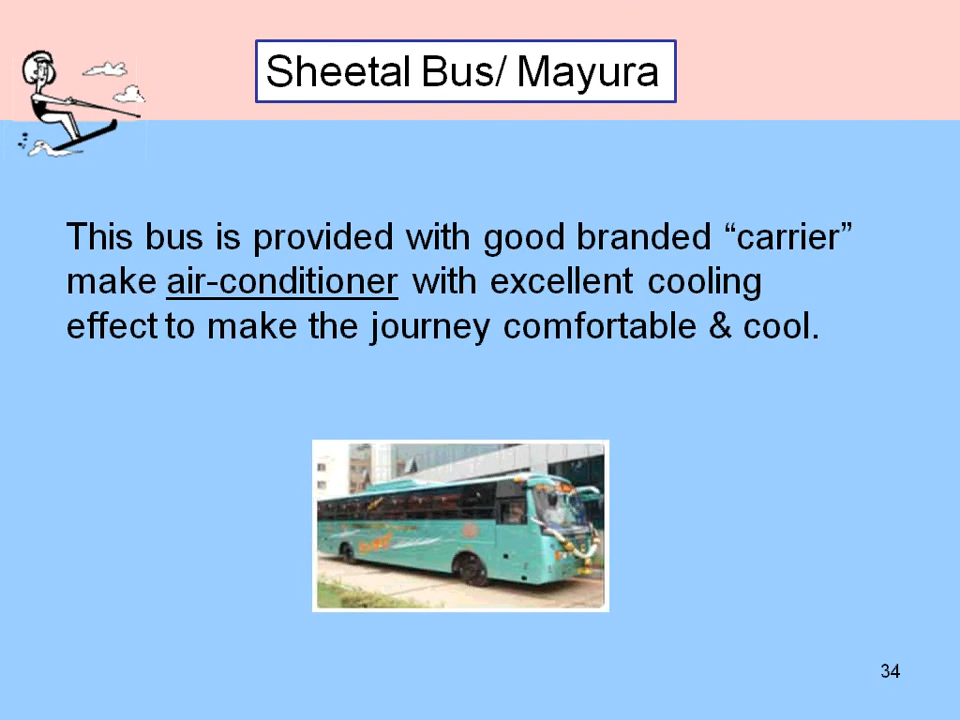 Sheetal Bus/ Mayura
This bus is provided with good branded “carrier”
make air-conditioner with excellent cooling
effect to make the journey comfortable & cool.
34